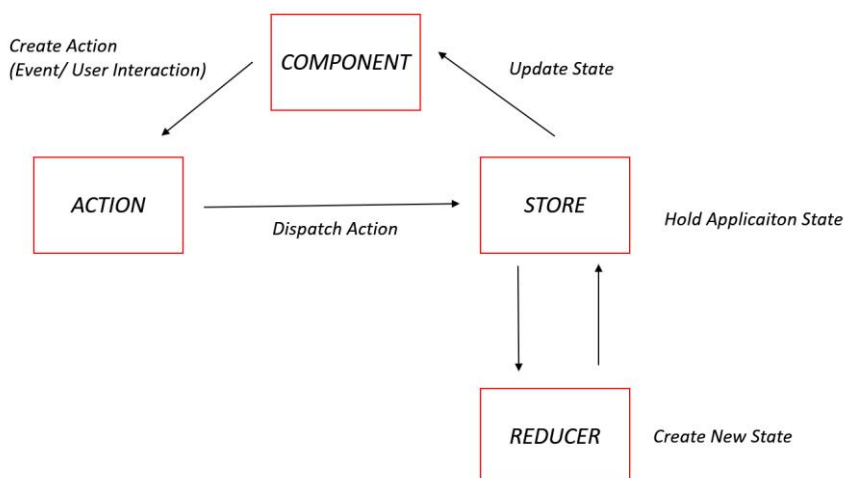 Create Action
(Event/ User Interaction)
COMPONENT
Update State
ACTION
Dispatch Action
STORE
Hold Applicaiton State
REDUCER
Create New State